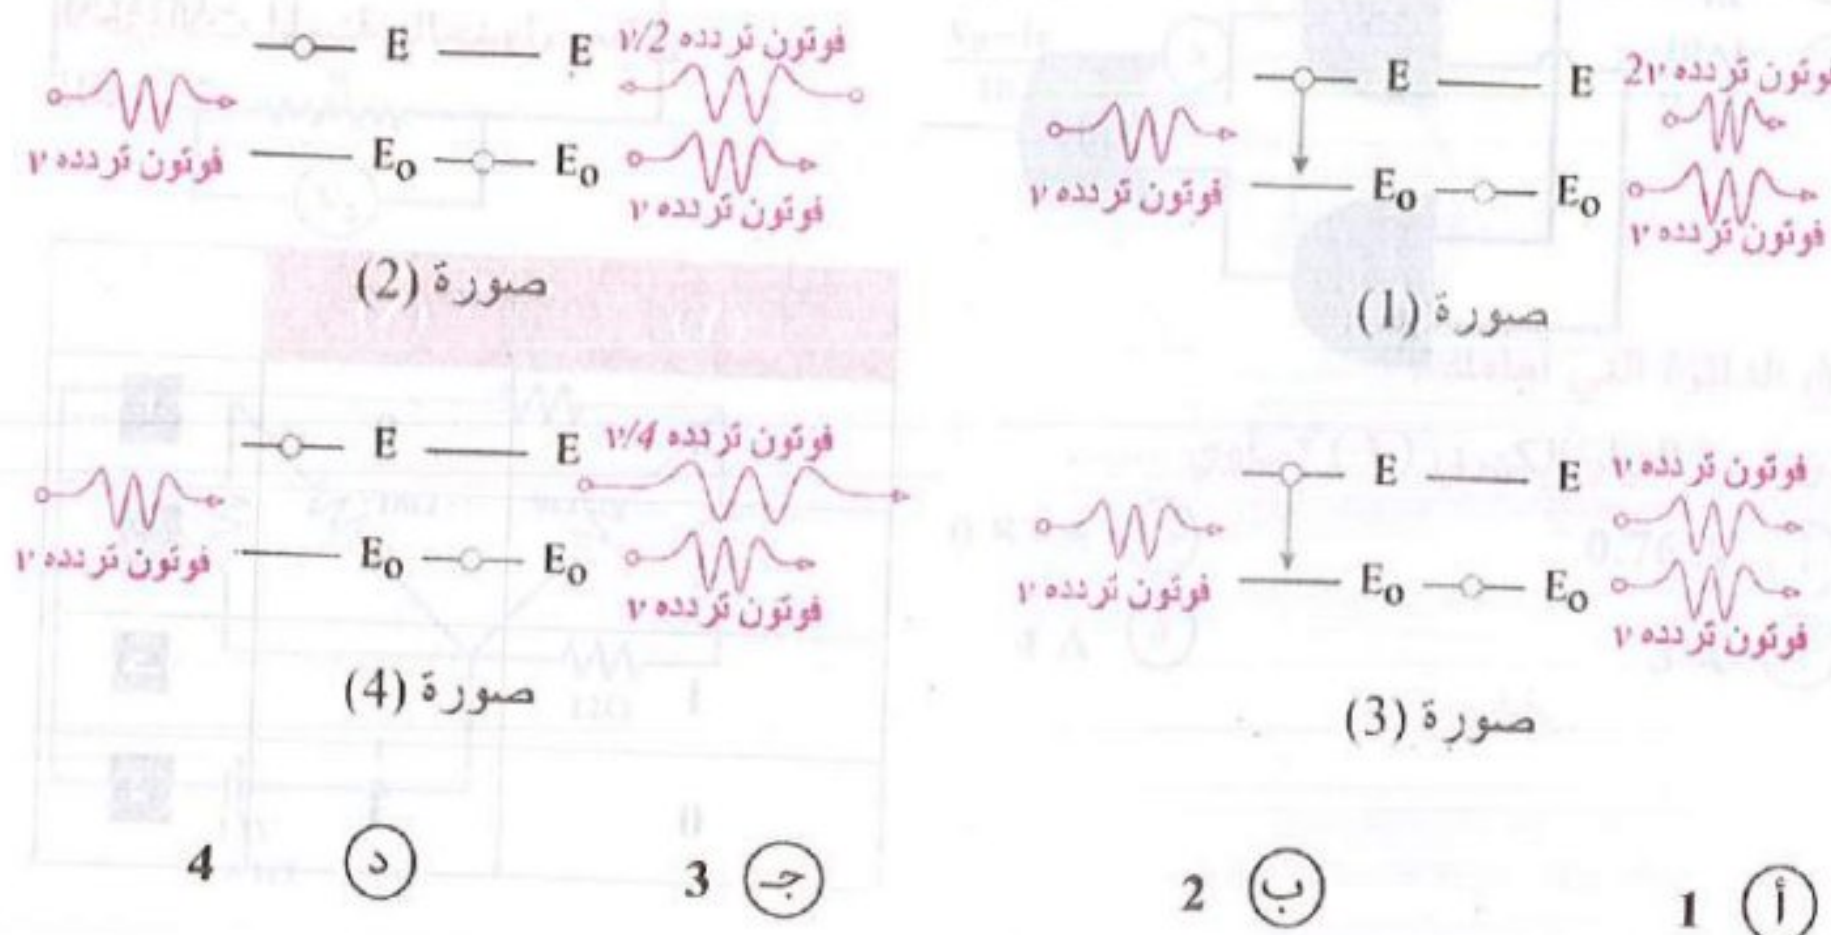 E E فوتون تردده 2ν
فوتون تردده ν
E₀ E₀
فوتون تردده ν
صورة (1)
E E فوتون تردده ν/2
فوتون تردده ν
E₀ E₀
فوتون تردده ν
صورة (2)
E E فوتون تردده ν
فوتون تردده ν
E₀ E₀
فوتون تردده ν
صورة (3)
E E فوتون تردده ν/4
فوتون تردده ν
E₀ E₀
فوتون تردده ν
صورة (4)
أ 1 ب 2 جـ 3 د 4